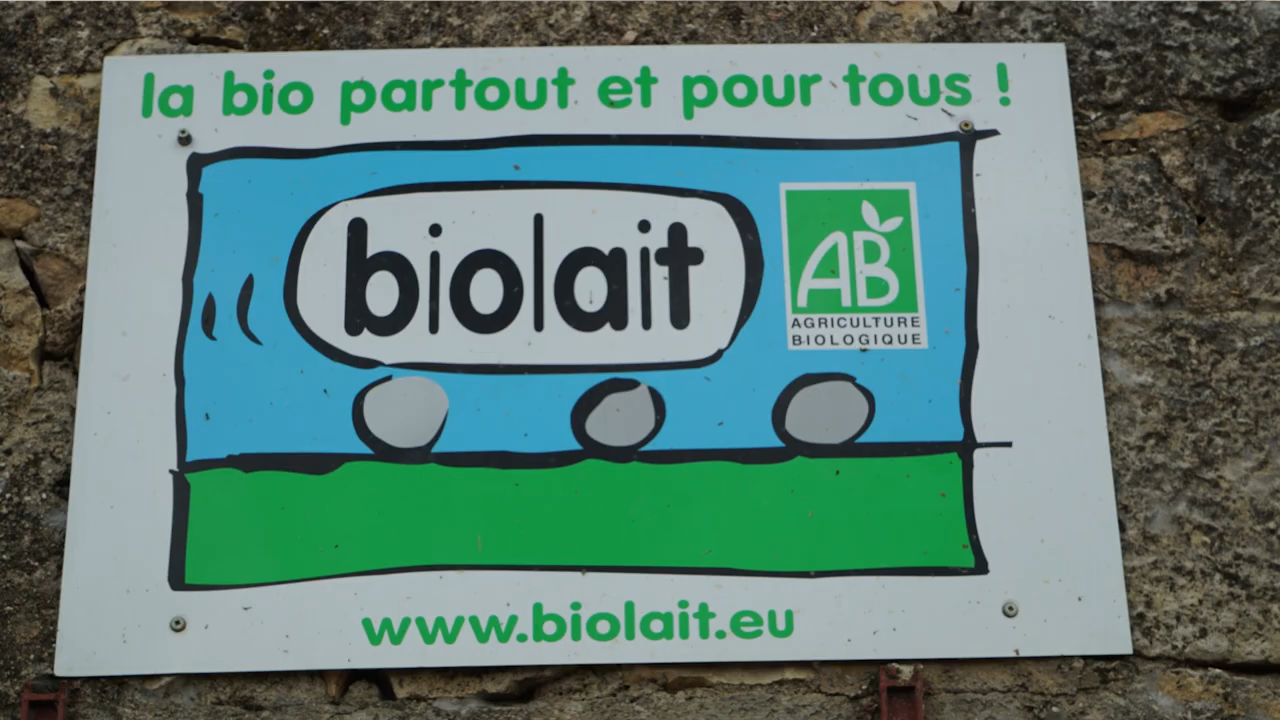 la bio partout et pour tous !
biolait
AB
AGRICULTURE
BIOLOGIQUE
www.biolait.eu